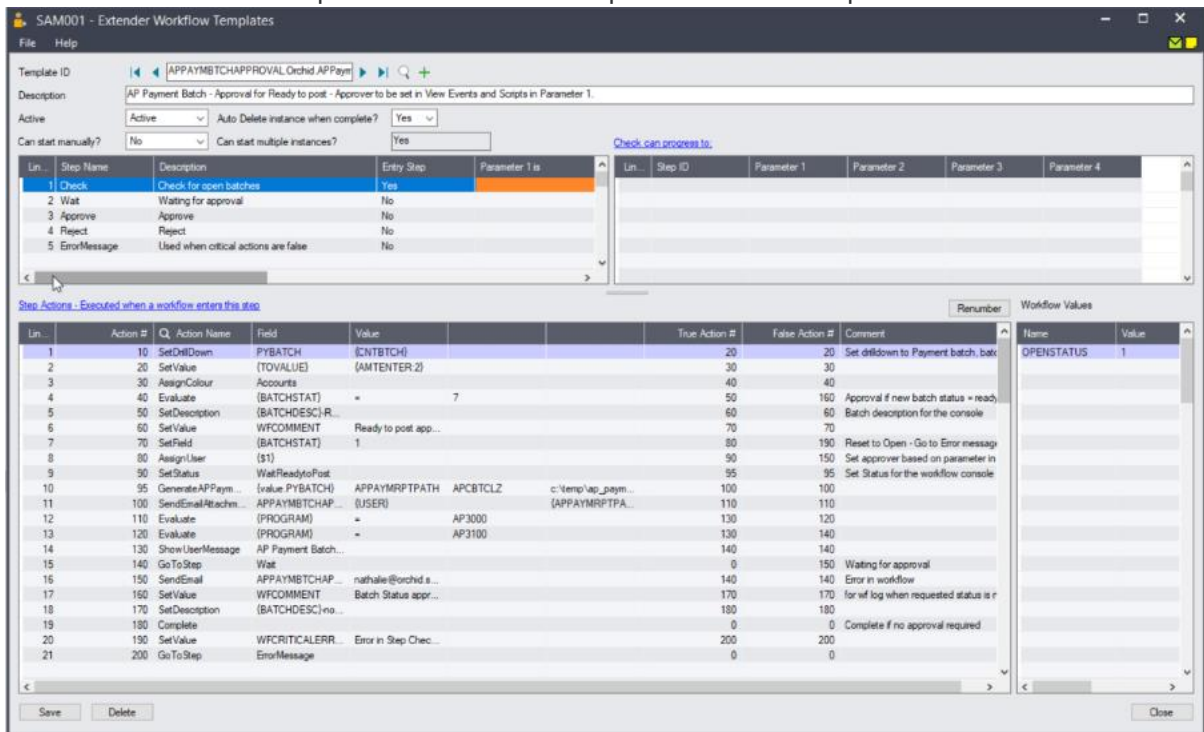 SAM001 - Extender Workflow Templates
File Help
Template ID APPAYMBTCHAPPROVAL.Orchid.APPaym
Description AP Payment Batch - Approval for Ready to post - Approver to be set in View Events and Scripts in Parameter 1.
Active Active Auto Delete instance when complete? Yes
Can start manually? No Can start multiple instances? Yes Check can progress to:
Lin... Step Name Description Entry Step Parameter 1 is Lin... Step ID Parameter 1 Parameter 2 Parameter 3 Parameter 4
1 Check Check for open batches Yes
2 Wait Waiting for approval No
3 Approve Approve No
4 Reject Reject No
5 ErrorMessage Used when critical actions are false No
Step Actions - Executed when a workflow enters this step Renumber Workflow Values
Lin... Action # Action Name Field Value True Action # False Action # Comment Name Value
1 10 SetDrillDown PYBATCH {CNTBTCH} 20 20 Set drilldown to Payment batch, batc OPENSTATUS 1
2 20 SetValue {TOVALUE} {AMTENTER:2} 30 30
3 30 AssignColour Accounts 40 40
4 40 Evaluate {BATCHSTAT} = 7 50 160 Approval if new batch status = ready
5 50 SetDescription {BATCHDESC}-R... 60 60 Batch description for the console
6 60 SetValue WFCOMMENT Ready to post app... 70 70
7 70 SetField {BATCHSTAT} 1 80 190 Reset to Open - Go to Error message
8 80 AssignUser {$1} 90 150 Set approver based on parameter in
9 90 SetStatus WaitReadytoPost 95 95 Set Status for the workflow console
10 95 GenerateAPPaym... {value.PYBATCH} APPAYMRPTPATH APCBTCLZ c:\temp\ap_paym... 100 100
11 100 SendEmailAttachm... APPAYMBTCHAP... {USER} {APPAYMRPTPA... 110 110
12 110 Evaluate {PROGRAM} = AP3000 130 120
13 120 Evaluate {PROGRAM} = AP3100 130 140
14 130 ShowUserMessage AP Payment Batch... 140 140
15 140 GoToStep Wait 0 150 Waiting for approval
16 150 SendEmail APPAYMBTCHAP... nathalie@orchid.s... 140 140 Error in workflow
17 160 SetValue WFCOMMENT Batch Status appr... 170 170 for wf log when requested status is r
18 170 SetDescription {BATCHDESC}-no... 180 180
19 180 Complete 0 0 Complete if no approval required
20 190 SetValue WFCRITICALERR... Error in Step Chec... 200 200
21 200 GoToStep ErrorMessage 0 0
Save Delete Close